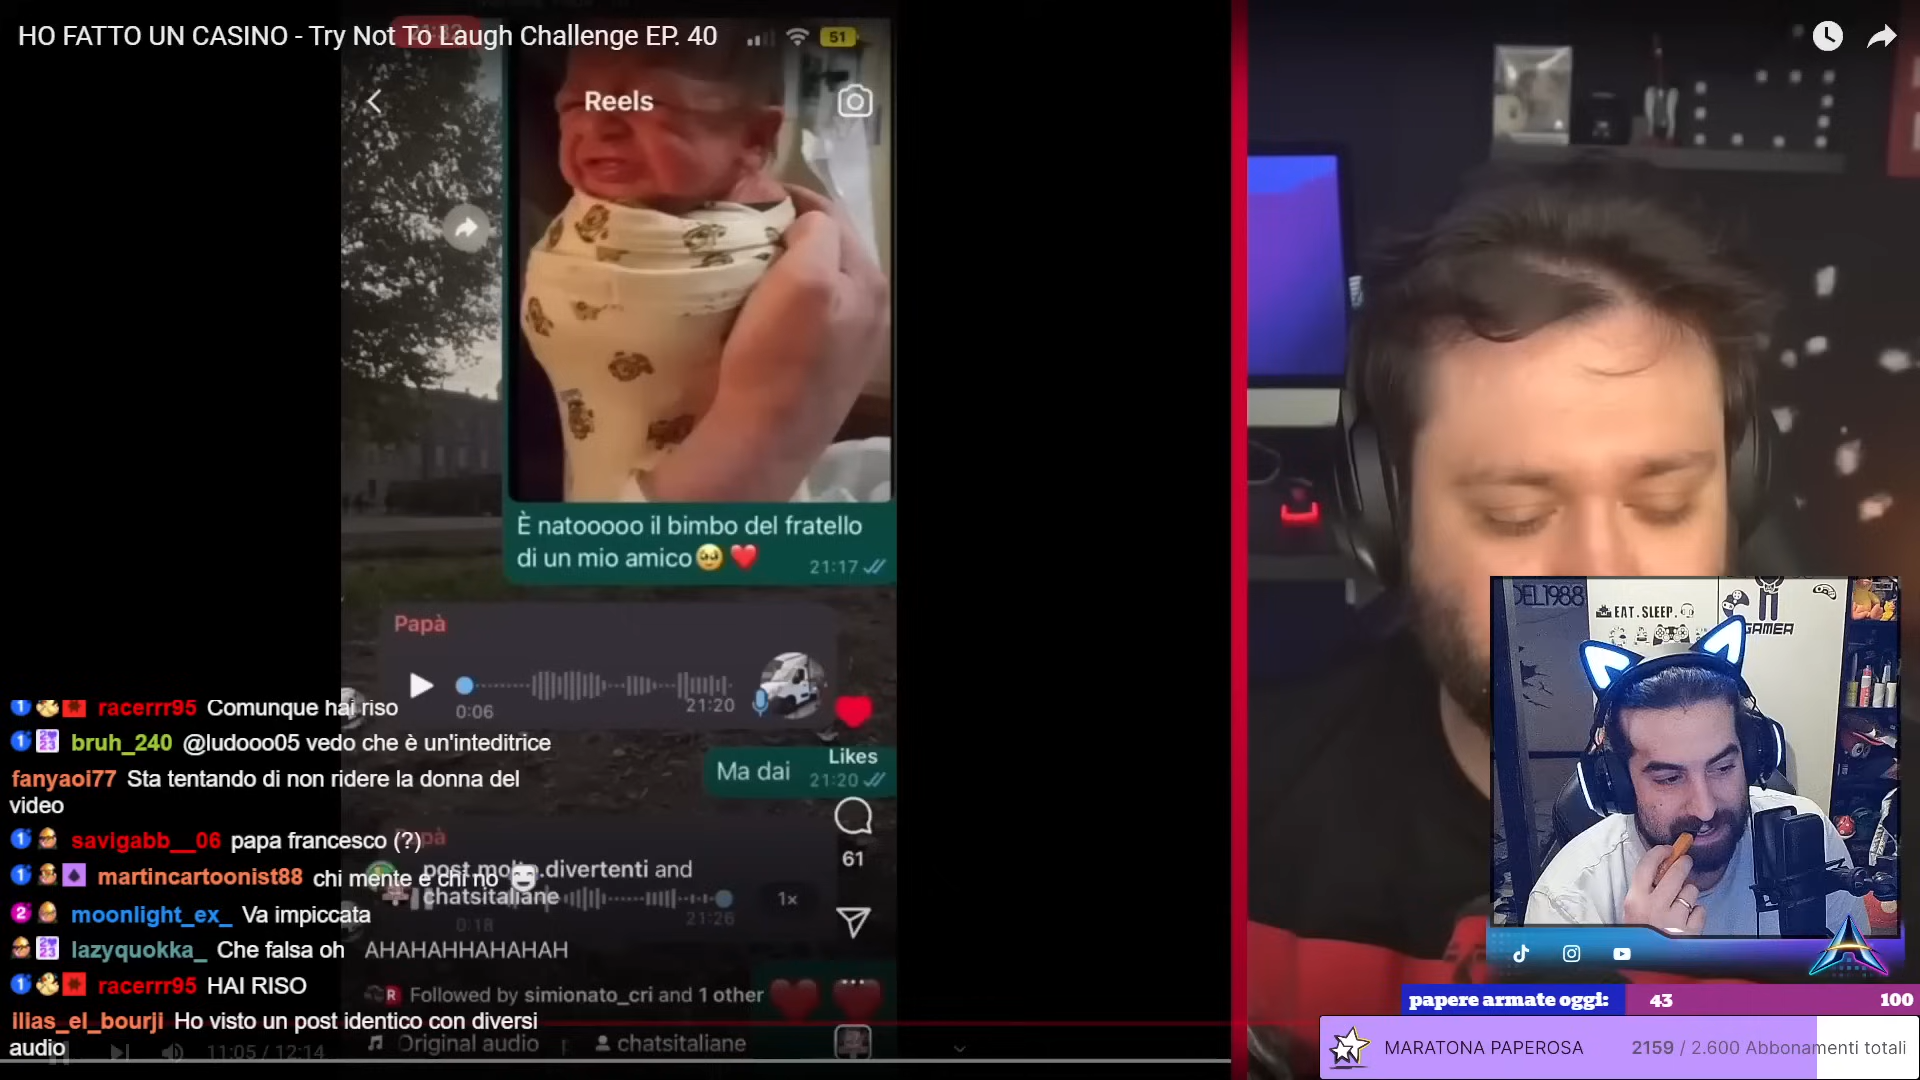 HO FATTO UN CASINO - Try Not To Laugh Challenge EP. 40
51
Reels
È natooooo il bimbo del fratello
di un mio amico🥹❤️
21:17
Papà
0:06
21:20
Ma dai
21:20
Likes
61
post.molto.divertenti and
chatsitaliane
1x
0:18
21:26
AHAHAHHAHAHAH
Followed by simionato_cri and 1 other
Original audio
chatsitaliane
racerrr95 Comunque hai riso
bruh_240 @ludooo05 vedo che è un'inteditrice
fanyaoi77 Sta tentando di non ridere la donna del
video
savigabb__06 papa francesco (?)
martincartoonist88 chi mente e chi no
moonlight_ex_ Va impiccata
lazyquokka_ Che falsa oh
racerrr95 HAI RISO
ilias_el_bourji Ho visto un post identico con diversi
audio
11:05 / 12:14
DEL1988
EAT.SLEEP.
GAMER
papere armate oggi: 43 100
MARATONA PAPEROSA 2159 / 2.600 Abbonamenti totali